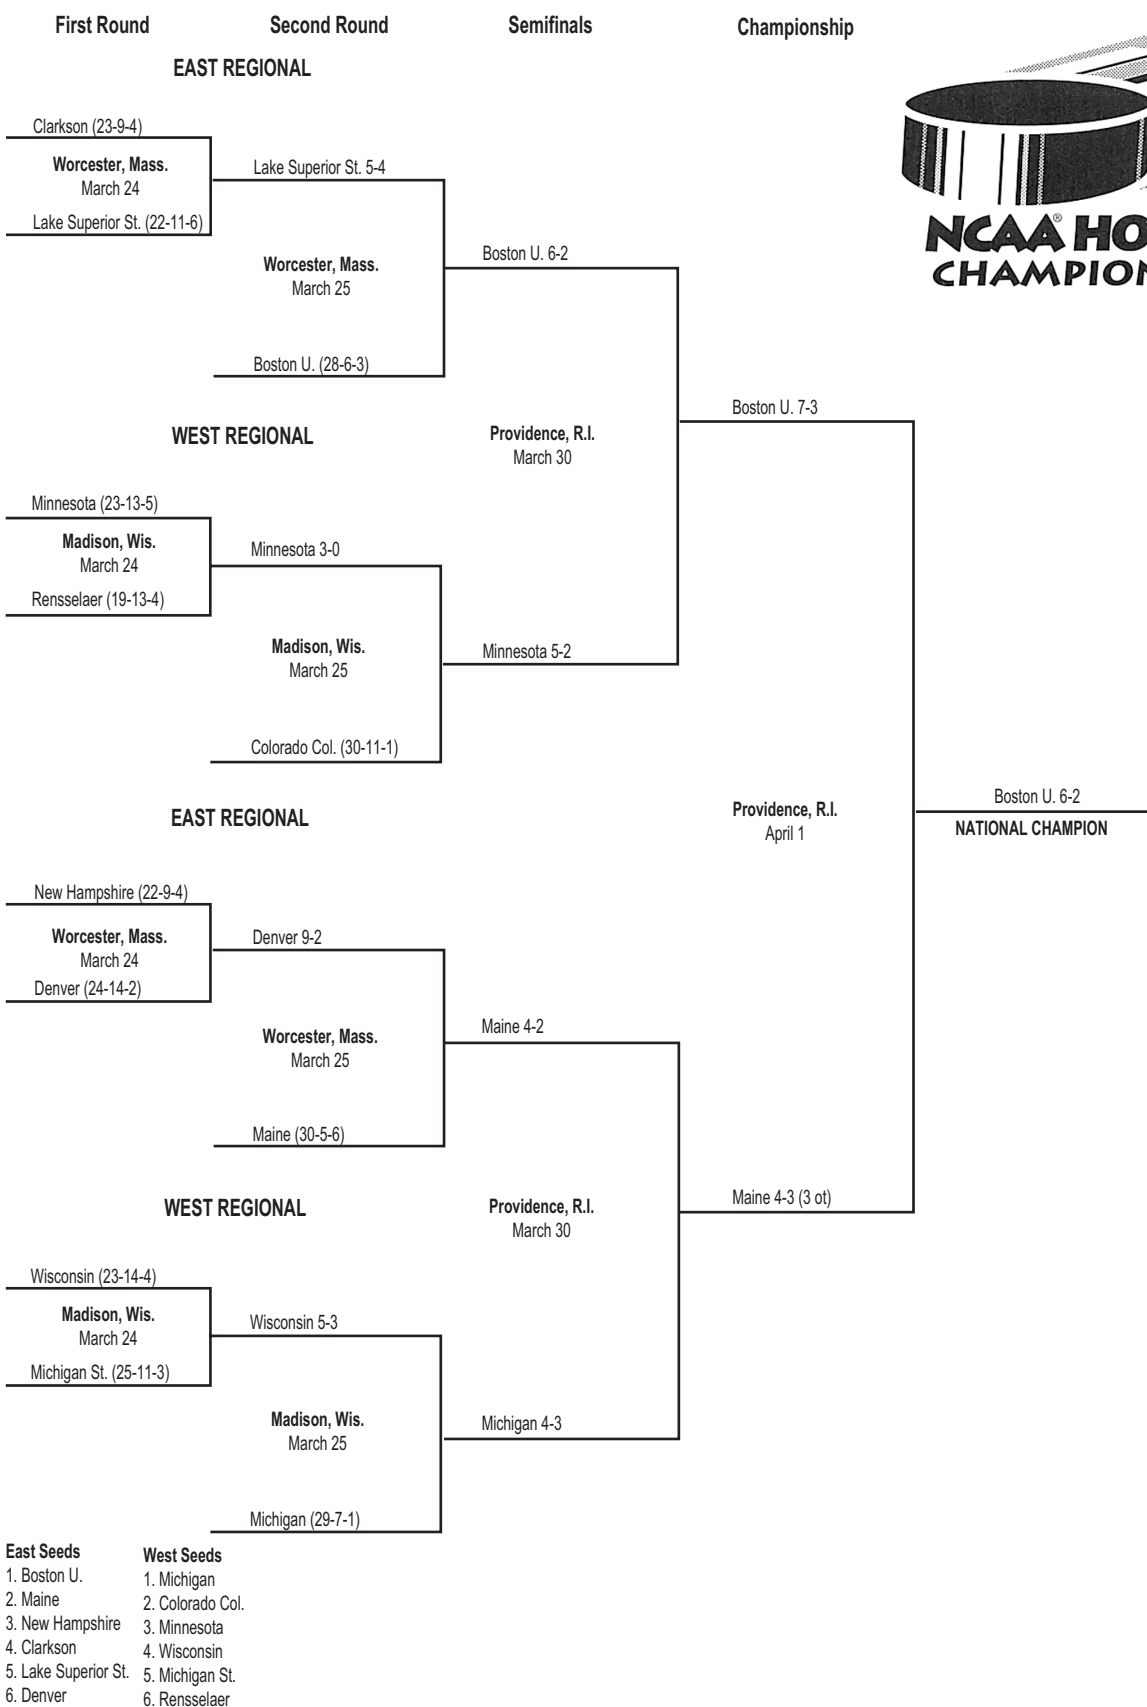 First Round
Second Round
Semifinals
Championship
EAST REGIONAL
Clarkson (23-9-4)
Worcester, Mass.
March 24
Lake Superior St. (22-11-6)
Lake Superior St. 5-4
Worcester, Mass.
March 25
Boston U. (28-6-3)
Boston U. 6-2
NCAA® HO
CHAMPION
WEST REGIONAL
Minnesota (23-13-5)
Madison, Wis.
March 24
Rensselaer (19-13-4)
Minnesota 3-0
Madison, Wis.
March 25
Colorado Col. (30-11-1)
Minnesota 5-2
Providence, R.I.
March 30
Boston U. 7-3
EAST REGIONAL
New Hampshire (22-9-4)
Worcester, Mass.
March 24
Denver (24-14-2)
Denver 9-2
Worcester, Mass.
March 25
Maine (30-5-6)
Maine 4-2
Providence, R.I.
April 1
Boston U. 6-2
NATIONAL CHAMPION
WEST REGIONAL
Wisconsin (23-14-4)
Madison, Wis.
March 24
Michigan St. (25-11-3)
Wisconsin 5-3
Madison, Wis.
March 25
Michigan (29-7-1)
Michigan 4-3
Providence, R.I.
March 30
Maine 4-3 (3 ot)
East Seeds
1. Boston U.
2. Maine
3. New Hampshire
4. Clarkson
5. Lake Superior St.
6. Denver
West Seeds
1. Michigan
2. Colorado Col.
3. Minnesota
4. Wisconsin
5. Michigan St.
6. Rensselaer